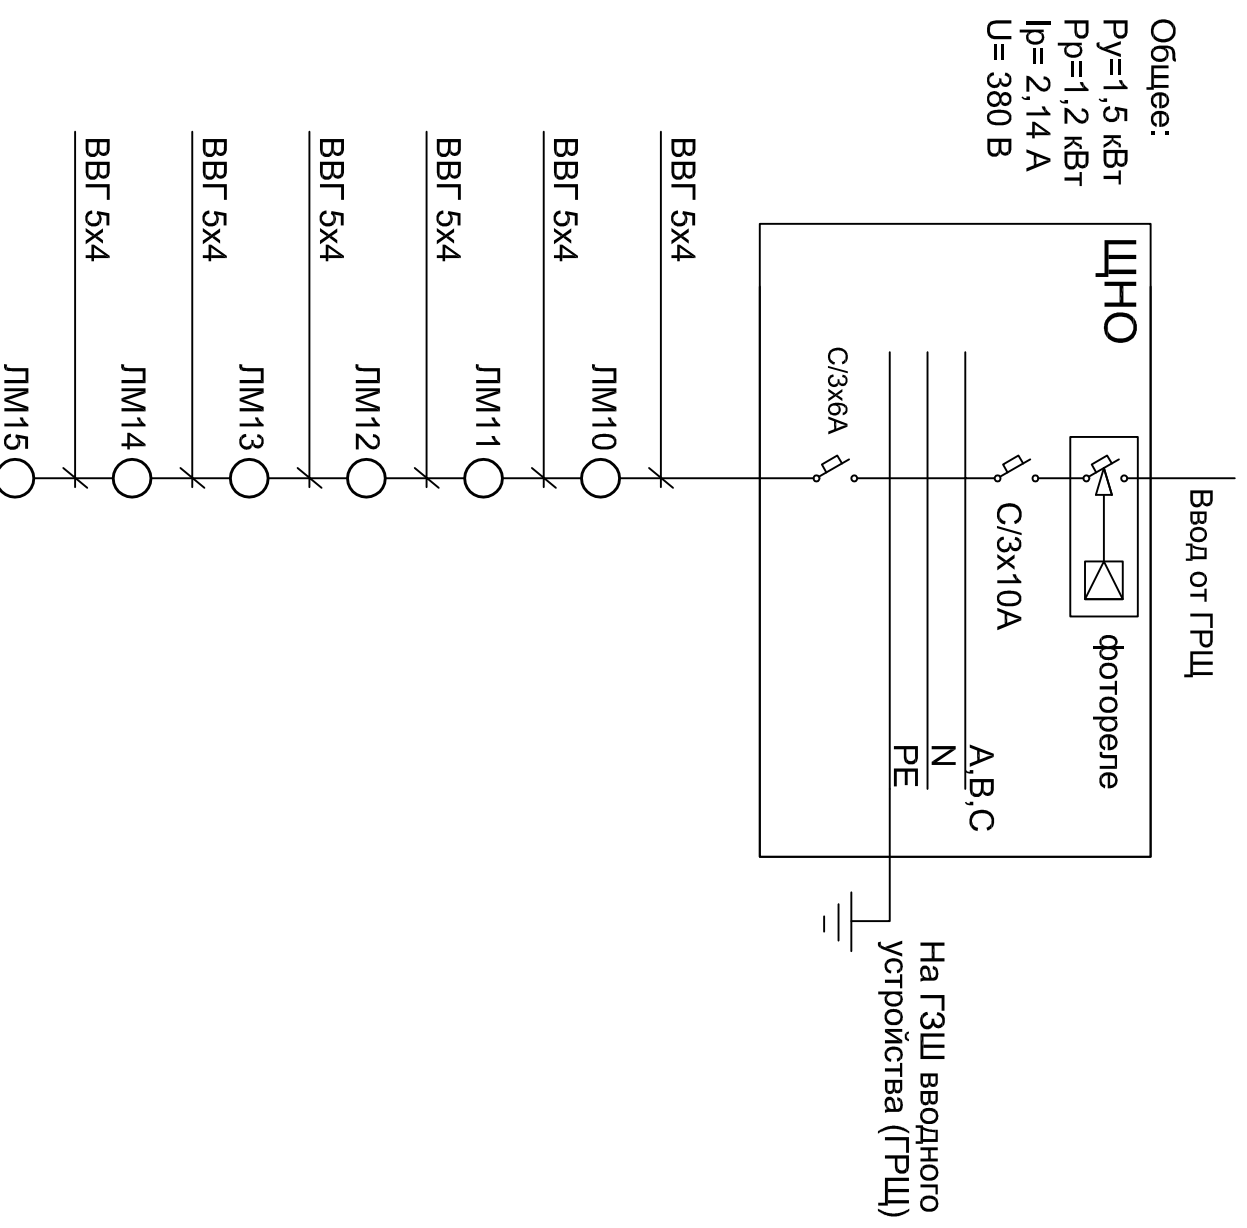 Общее:
Ру=1,5 кВт
Рр=1,2 кВт
Iр= 2,14 А
U= 380 В
Ввод от ГРЩ
ЩНО
фотореле
С/3х10А
А,В,С
N
РЕ
С/3х6А
На ГЗШ вводного
устройства (ГРЩ)
ВВГ 5х4
ЛМ10
ВВГ 5х4
ЛМ11
ВВГ 5х4
ЛМ12
ВВГ 5х4
ЛМ13
ВВГ 5х4
ЛМ14
ВВГ 5х4
ЛМ15